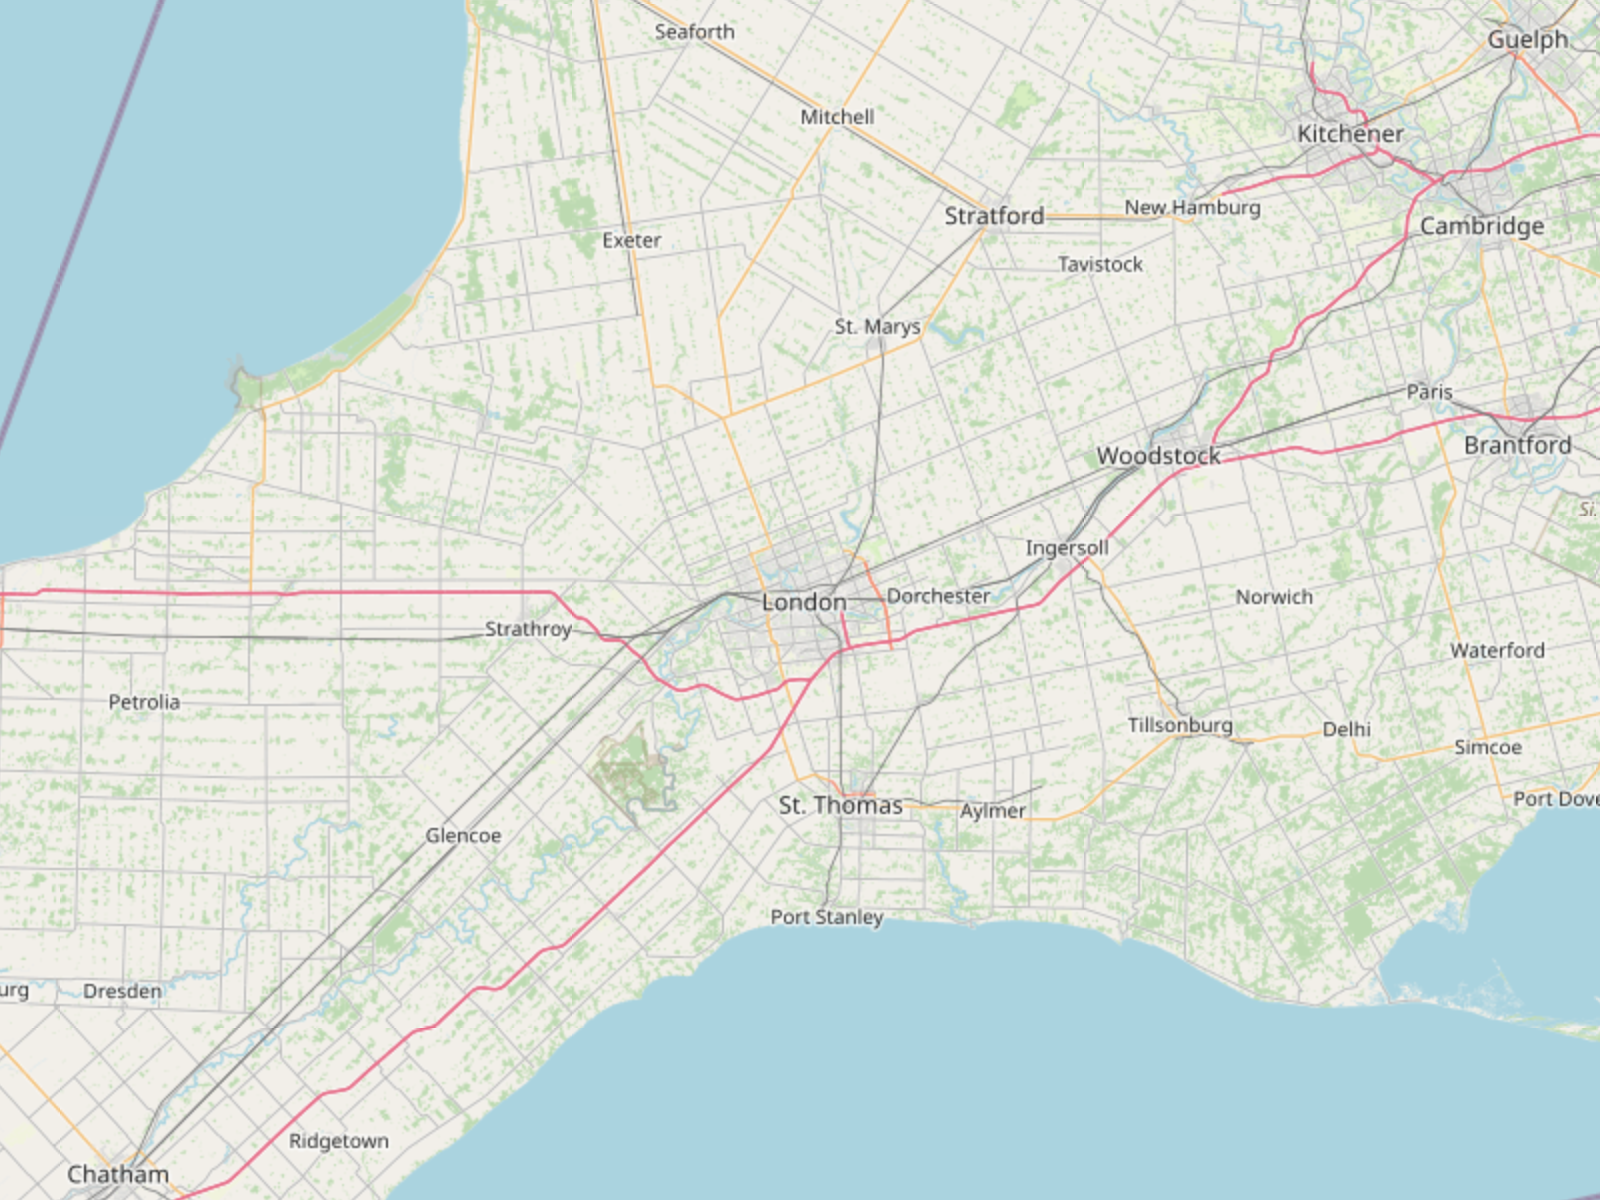 Seaforth
Guelph
Mitchell
Kitchener
Stratford
New Hamburg
Cambridge
Exeter
Tavistock
St. Marys
Paris
Brantford
Woodstock
Si.
Ingersoll
London
Dorchester
Norwich
Strathroy
Waterford
Petrolia
Tillsonburg
Delhi
Simcoe
St. Thomas
Aylmer
Port Dove
Glencoe
Port Stanley
urg
Dresden
Ridgetown
Chatham